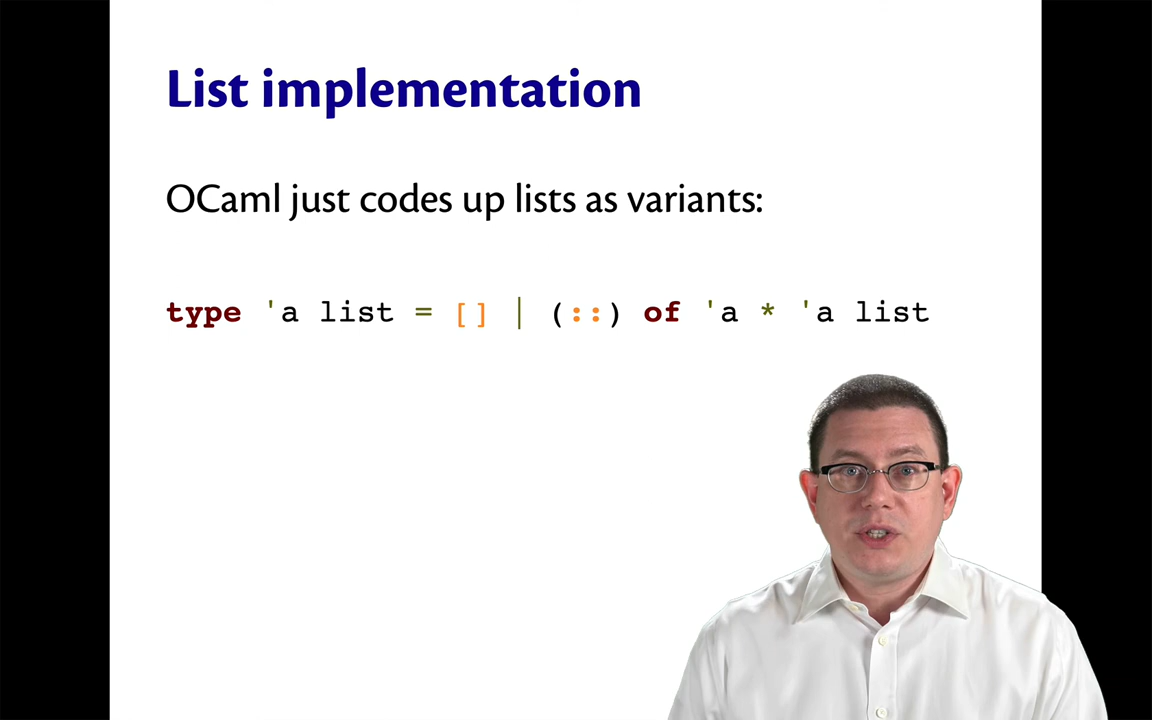 List implementation
OCaml just codes up lists as variants:
type 'a list = [] | (::) of 'a * 'a list